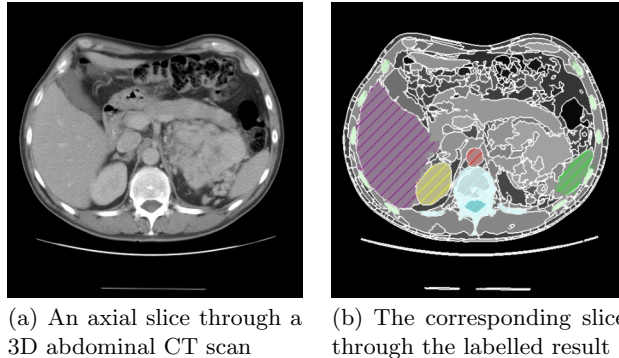 (a) An axial slice through a
3D abdominal CT scan
(b) The corresponding slice
through the labelled result